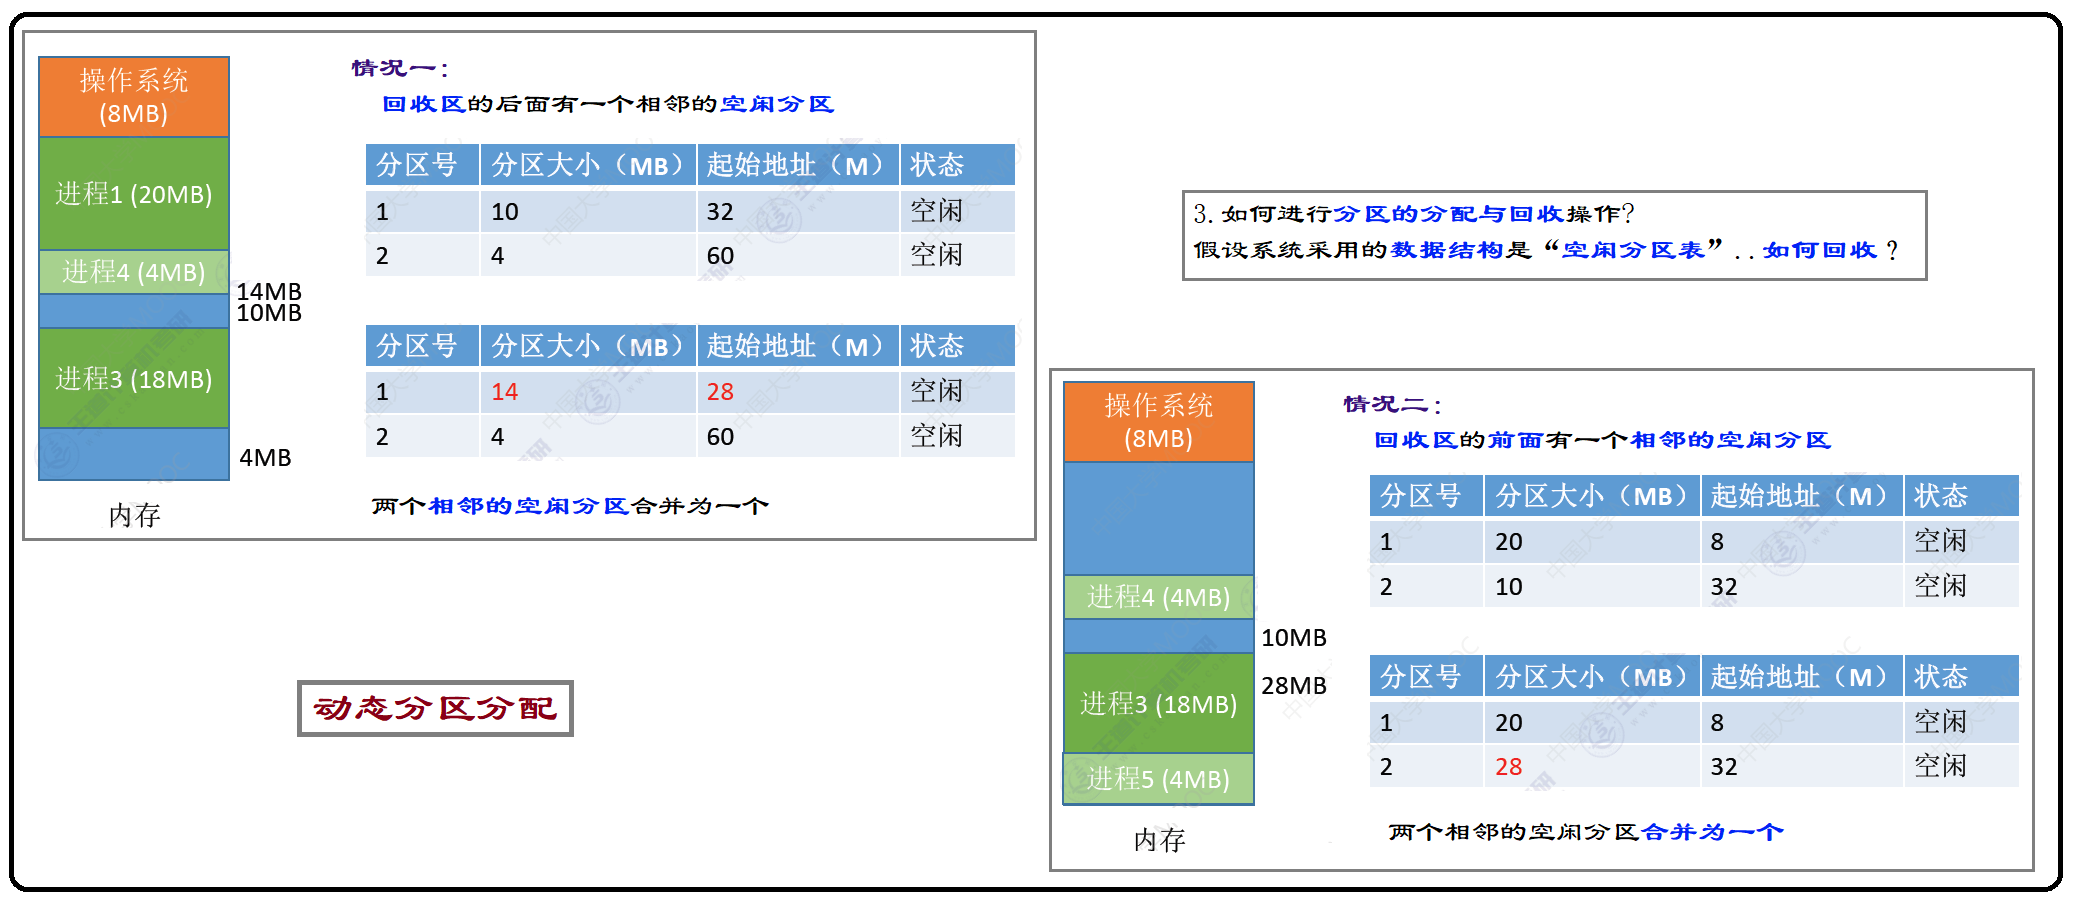 操作系统
(8MB)
进程1 (20MB)
进程4 (4MB)
14MB
10MB
进程3 (18MB)
4MB
内存
情况一：
回收区的后面有一个相邻的空闲分区
分区号 分区大小（MB） 起始地址（M） 状态
1 10 32 空闲
2 4 60 空闲
分区号 分区大小（MB） 起始地址（M） 状态
1 14 28 空闲
2 4 60 空闲
两个相邻的空闲分区合并为一个
3.如何进行分区的分配与回收操作?
假设系统采用的数据结构是“空闲分区表”..如何回收？
动态分区分配
操作系统
(8MB)
进程4 (4MB)
10MB
28MB
进程3 (18MB)
进程5 (4MB)
内存
情况二：
回收区的前面有一个相邻的空闲分区
分区号 分区大小（MB） 起始地址（M） 状态
1 20 8 空闲
2 10 32 空闲
分区号 分区大小（MB） 起始地址（M） 状态
1 20 8 空闲
2 28 32 空闲
两个相邻的空闲分区合并为一个